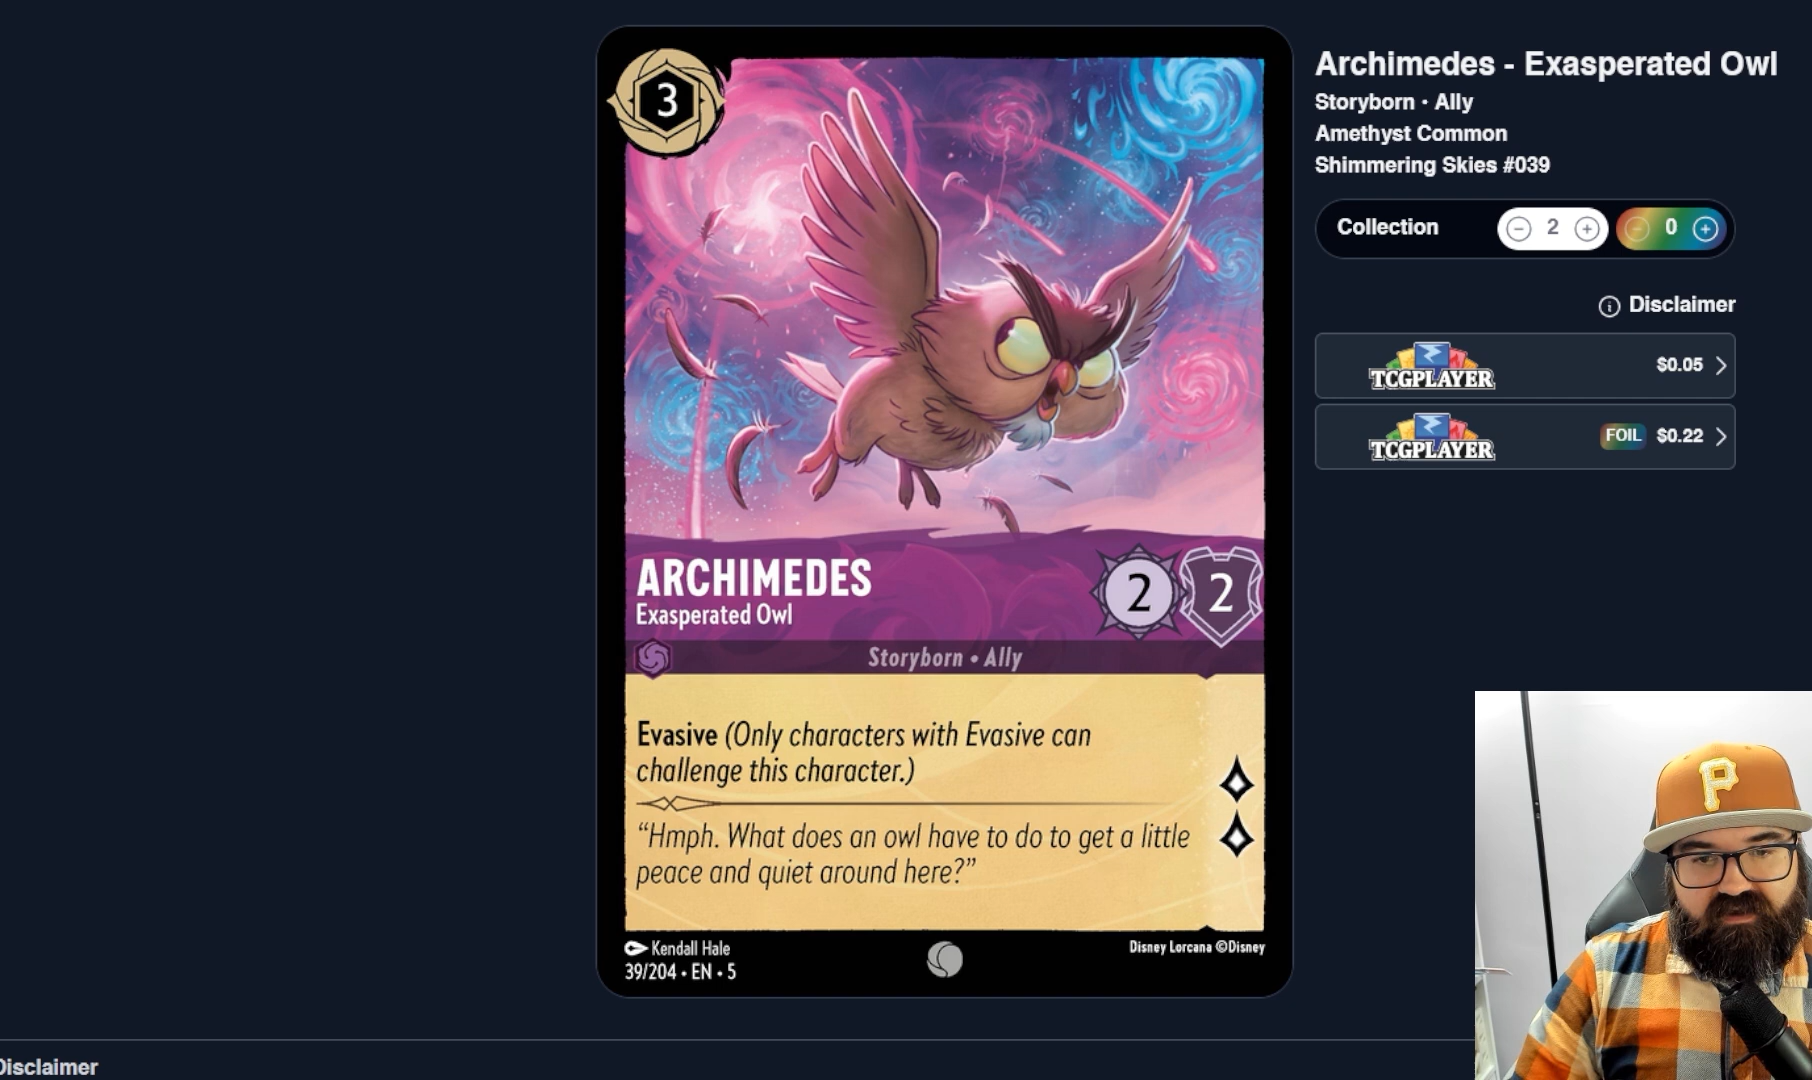 3
ARCHIMEDES
Exasperated Owl
2
2
Storyborn • Ally
Evasive (Only characters with Evasive can
challenge this character.)
“Hmph. What does an owl have to do to get a little
peace and quiet around here?”
Kendall Hale
39/204 • EN • 5
Disney Lorcana ©Disney
Archimedes - Exasperated Owl
Storyborn • Ally
Amethyst Common
Shimmering Skies #039
Collection
2
0
Disclaimer
TCGPLAYER
$0.05
TCGPLAYER
FOIL $0.22
P
Disclaimer